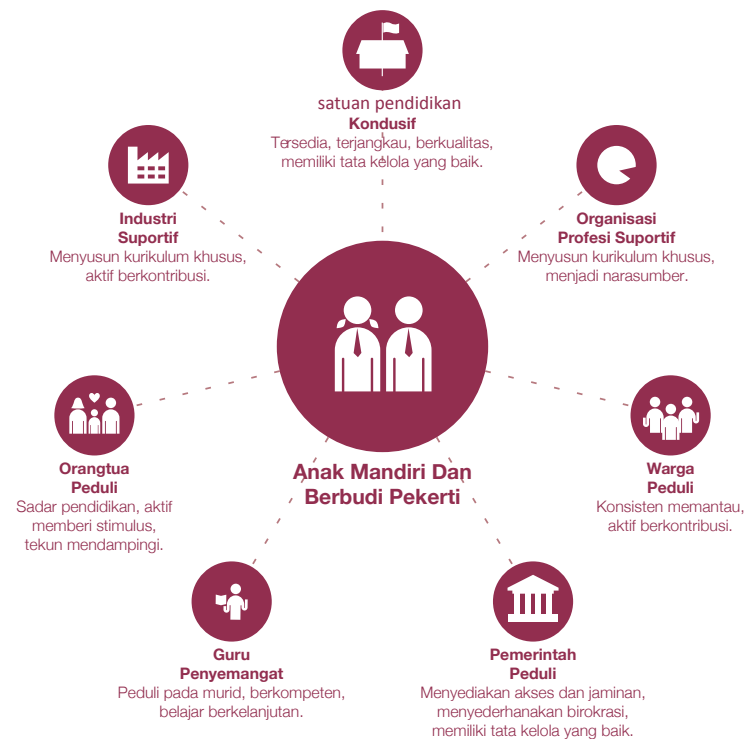 satuan pendidikan
Kondusif
Tersedia, terjangkau, berkualitas,
memiliki tata kelola yang baik.
Industri
Suportif
Menyusun kurikulum khusus,
aktif berkontribusi.
Organisasi
Profesi Suportif
Menyusun kurikulum khusus,
menjadi narasumber.
Anak Mandiri Dan
Berbudi Pekerti
Orangtua
Peduli
Sadar pendidikan, aktif
memberi stimulus,
tekun mendampingi.
Warga
Peduli
Konsisten memantau,
aktif berkontribusi.
Guru
Penyemangat
Peduli pada murid, berkompeten,
belajar berkelanjutan.
Pemerintah
Peduli
Menyediakan akses dan jaminan,
menyederhanakan birokrasi,
memiliki tata kelola yang baik.